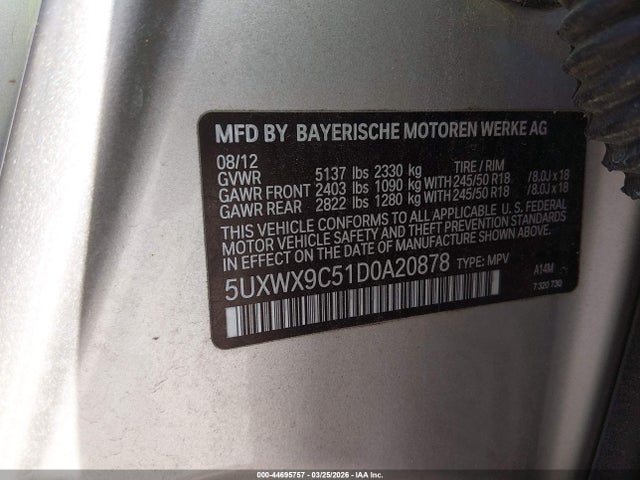 MFD BY BAYERISCHE MOTOREN WERKE AG
08/12
GVWR 5137 lbs 2330 kg TIRE / RIM
GAWR FRONT 2403 lbs 1090 kg WITH 245/50 R18 / 8.0J x 18
GAWR REAR 2822 lbs 1280 kg WITH 245/50 R18 / 8.0J x 18
THIS VEHICLE CONFORMS TO ALL APPLICABLE U.S. FEDERAL
MOTOR VEHICLE SAFETY AND THEFT PREVENTION STANDARDS
IN EFFECT ON THE DATE OF MANUFACTURE SHOWN ABOVE.
5UXWX9C51D0A20878 TYPE: MPV
A14M
7 320 730
000-44695757 | 03/25/2026 | IAA Inc.